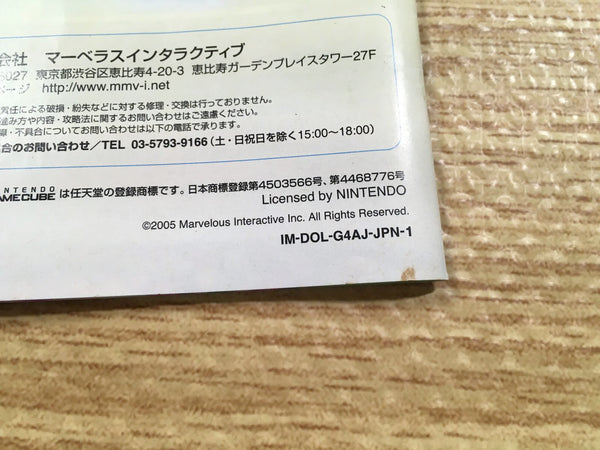 会社 マーベラスインタラクティブ
6027 東京都渋谷区恵比寿4-20-3 恵比寿ガーデンプレイスタワー27F
ページ http://www.mmv-i.net
責任による破損・紛失などに対する修理・交換は行っておりません。
進み方や内容・攻略法に関するお問い合わせはご遠慮ください。
・不具合についてお問い合わせは以下の電話で承ります。
合のお問い合わせ/TEL 03-5793-9166(土・日祝日を除く15:00〜18:00)
NINTENDO GAMECUBE は任天堂の登録商標です。日本商標登録第4503566号、第4468776号
Licensed by NINTENDO
©2005 Marvelous Interactive Inc. All Rights Reserved.
IM-DOL-G4AJ-JPN-1